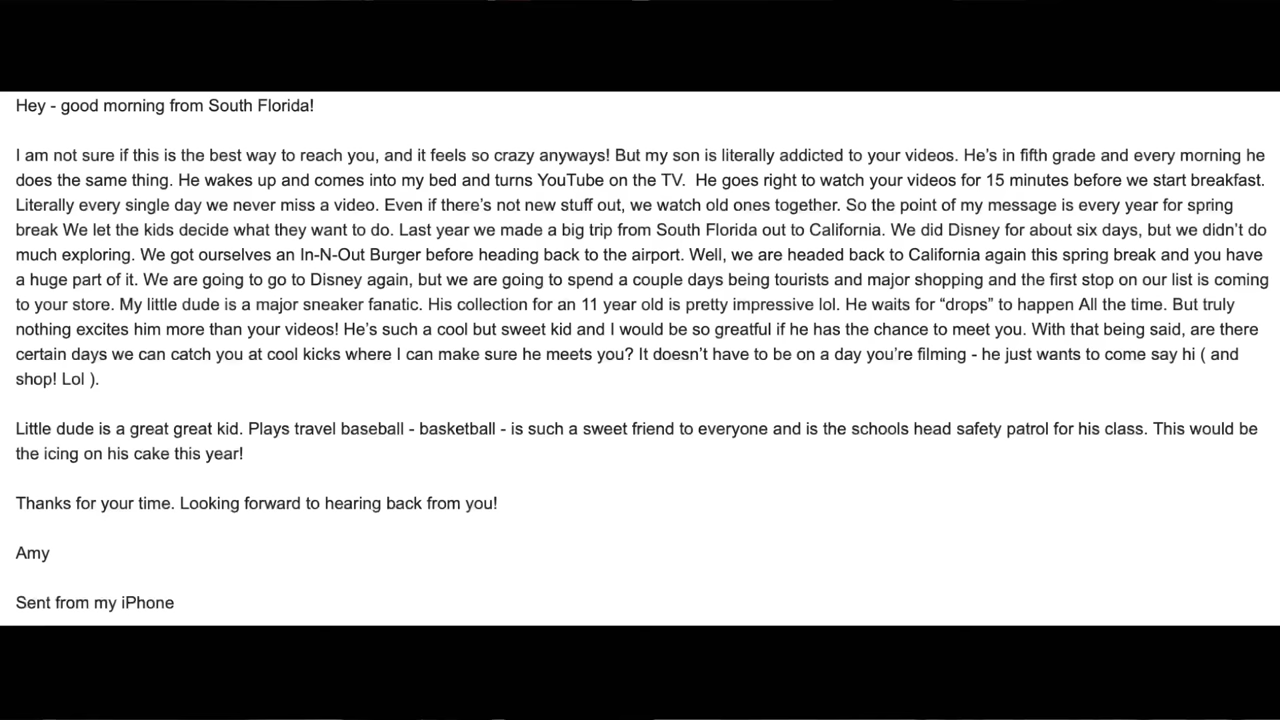 Hey - good morning from South Florida!
I am not sure if this is the best way to reach you, and it feels so crazy anyways! But my son is literally addicted to your videos. He’s in fifth grade and every morning he
does the same thing. He wakes up and comes into my bed and turns YouTube on the TV.  He goes right to watch your videos for 15 minutes before we start breakfast.
Literally every single day we never miss a video. Even if there’s not new stuff out, we watch old ones together. So the point of my message is every year for spring
break We let the kids decide what they want to do. Last year we made a big trip from South Florida out to California. We did Disney for about six days, but we didn’t do
much exploring. We got ourselves an In-N-Out Burger before heading back to the airport. Well, we are headed back to California again this spring break and you have
a huge part of it. We are going to go to Disney again, but we are going to spend a couple days being tourists and major shopping and the first stop on our list is coming
to your store. My little dude is a major sneaker fanatic. His collection for an 11 year old is pretty impressive lol. He waits for “drops” to happen All the time. But truly
nothing excites him more than your videos! He’s such a cool but sweet kid and I would be so greatful if he has the chance to meet you. With that being said, are there
certain days we can catch you at cool kicks where I can make sure he meets you? It doesn’t have to be on a day you’re filming - he just wants to come say hi ( and
shop! Lol ).
Little dude is a great great kid. Plays travel baseball - basketball - is such a sweet friend to everyone and is the schools head safety patrol for his class. This would be
the icing on his cake this year!
Thanks for your time. Looking forward to hearing back from you!
Amy
Sent from my iPhone